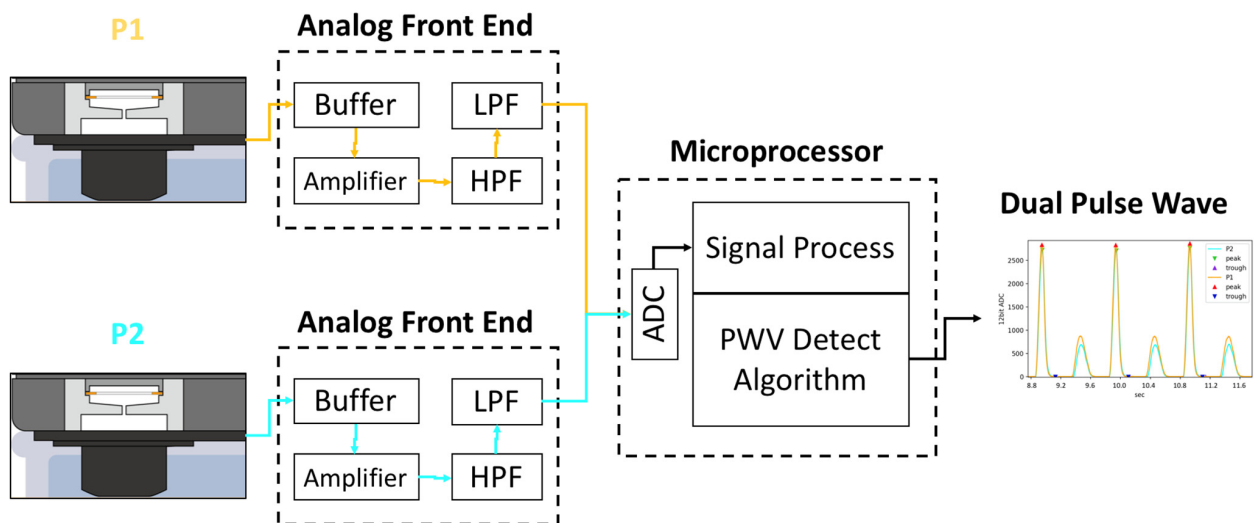 P1
Analog Front End
Buffer
LPF
Amplifier
HPF
P2
Analog Front End
Buffer
LPF
Amplifier
HPF
Microprocessor
ADC
Signal Process
PWV Detect
Algorithm
Dual Pulse Wave
12bit ADC
2500
2000
1500
1000
500
0
8.8 9.2 9.6 10.0 10.4 10.8 11.2 11.6
sec
P2
peak
trough
P1
peak
trough